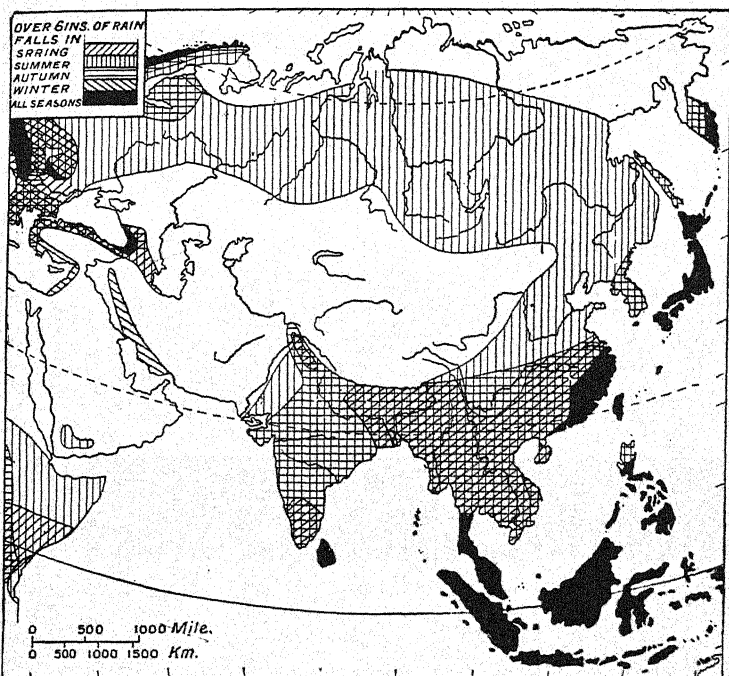 OVER 6INS. OF RAIN
FALLS IN
SPRING
SUMMER
AUTUMN
WINTER
ALL SEASONS
0 500 1000 Mile.
0 500 1000 1500 Km.